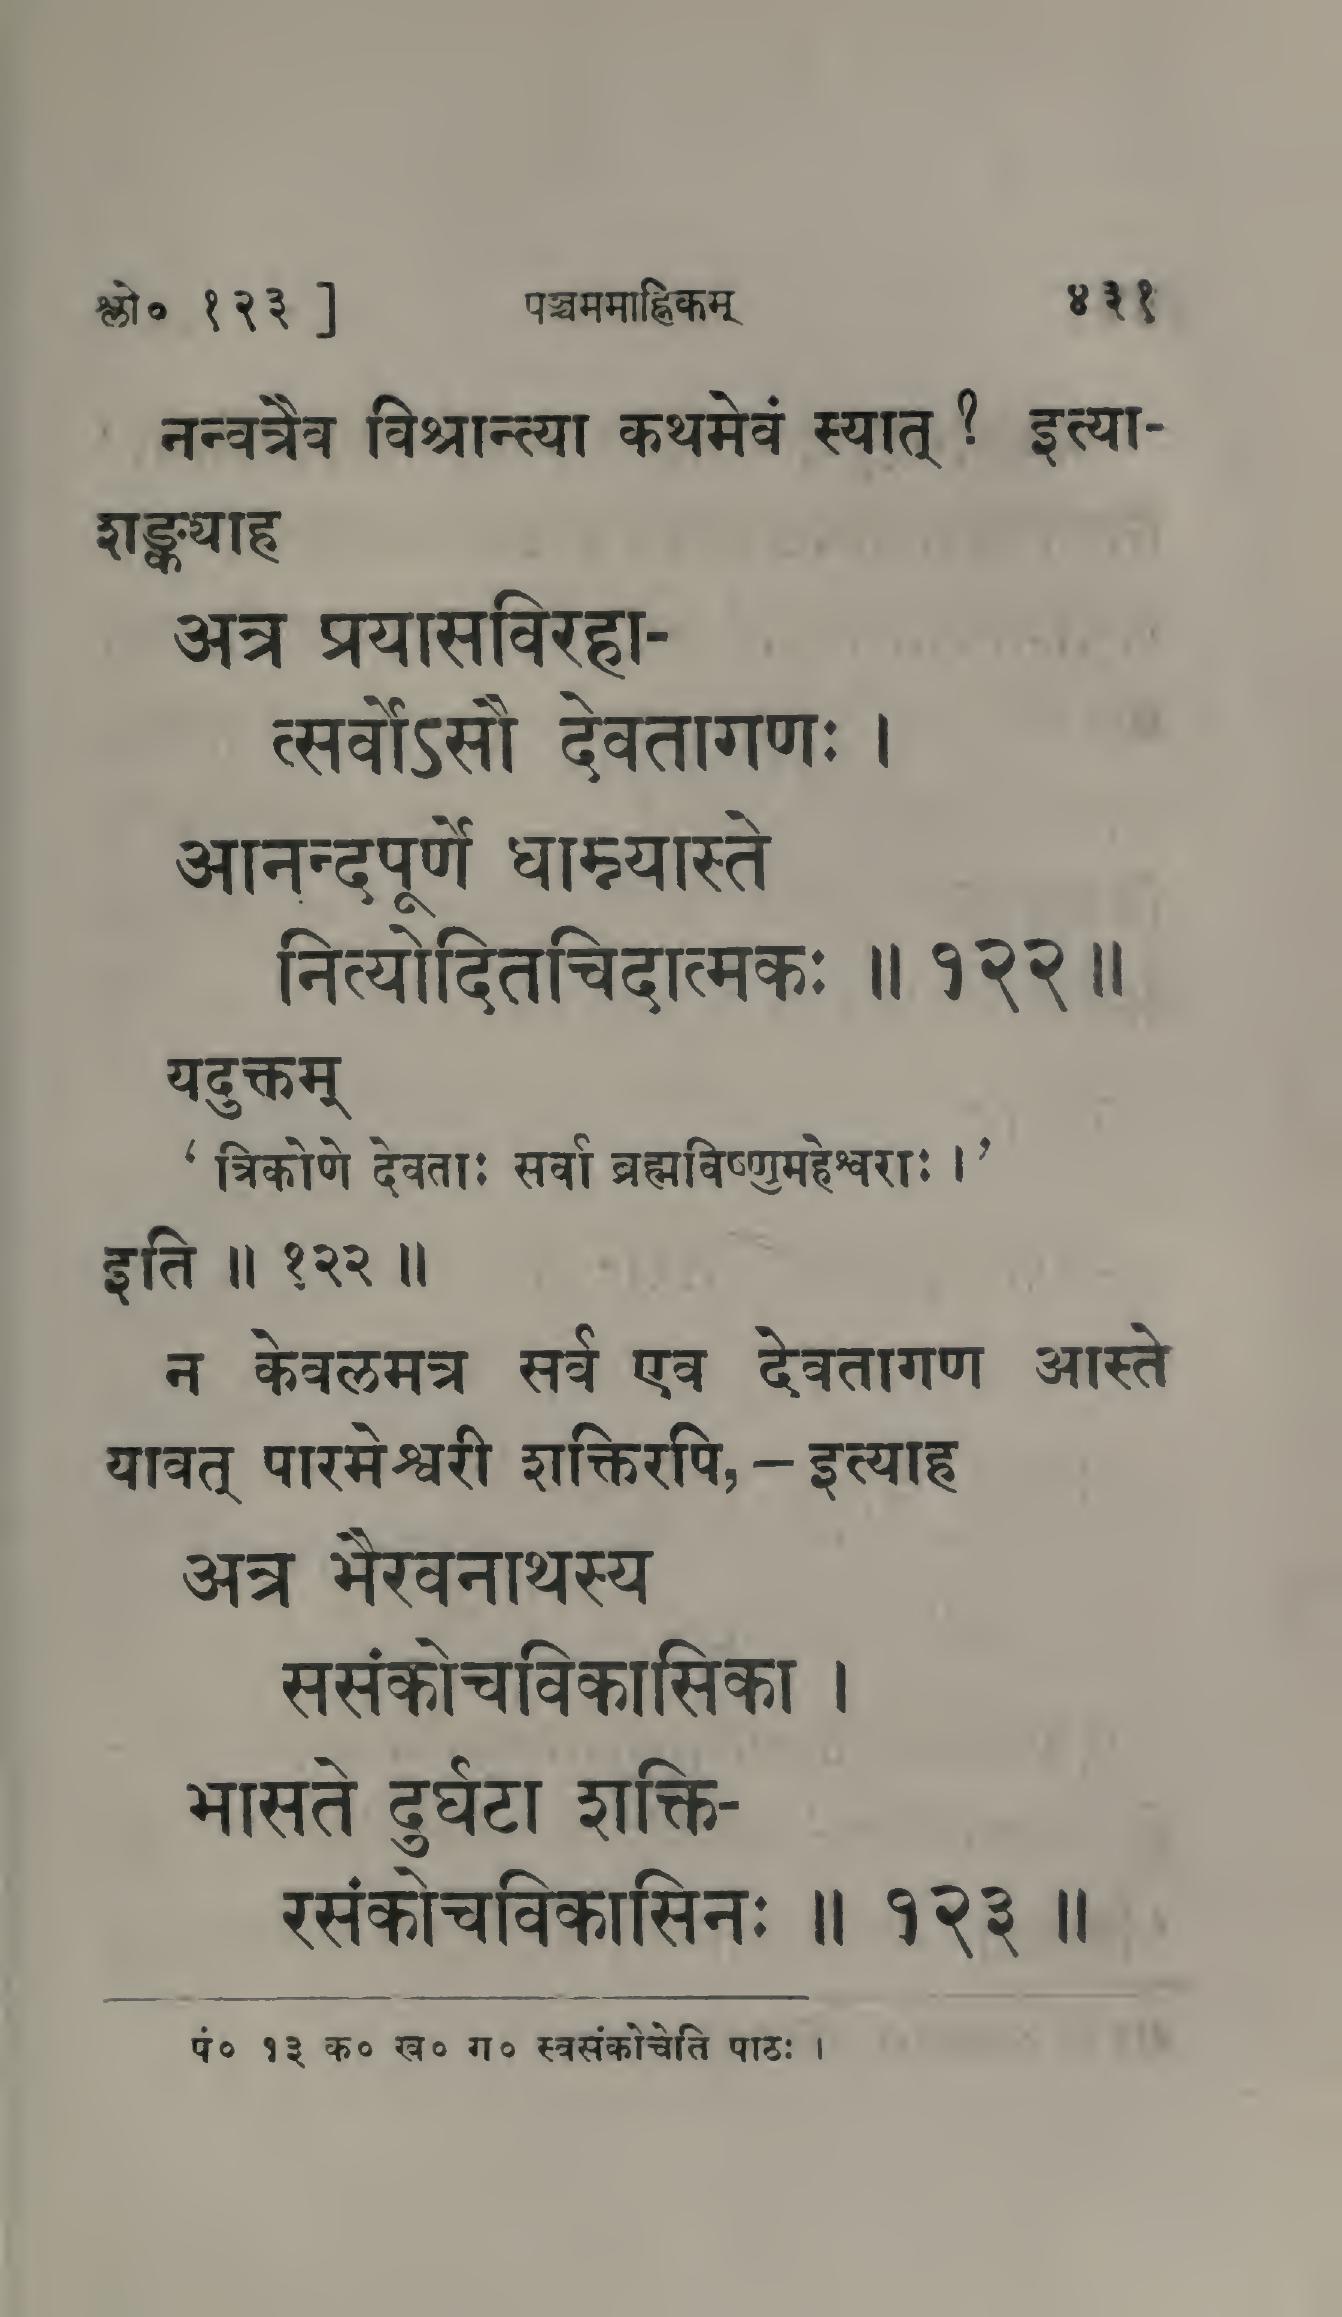 श्लो० १२३ ] पञ्चममाह्निकम् ४३१
नन्वत्रैव विश्रान्त्या कथमेवं स्यात् ? इत्या-
शङ्क्याह
अत्र प्रयासविरहा-
त्सर्वोऽसौ देवतागणः ।
आनन्दपूर्णे धाम्न्यास्ते
नित्योदितचिदात्मकः ॥ १२२ ॥
यदुक्तम्
‘ त्रिकोणे देवताः सर्वा ब्रह्मविष्णुमहेश्वराः । ’
इति ॥ १२२ ॥
न केवलमत्र सर्व एव देवतागण आस्ते
यावत् पारमेश्वरी शक्तिरपि, — इत्याह
अत्र भैरवनाथस्य
ससंकोचविकासिका ।
भासते दुर्घटा शक्ति-
रसंकोचविकासिनः ॥ १२३ ॥
पं० १३ क० ख० ग० स्वसंकोचेति पाठः ।